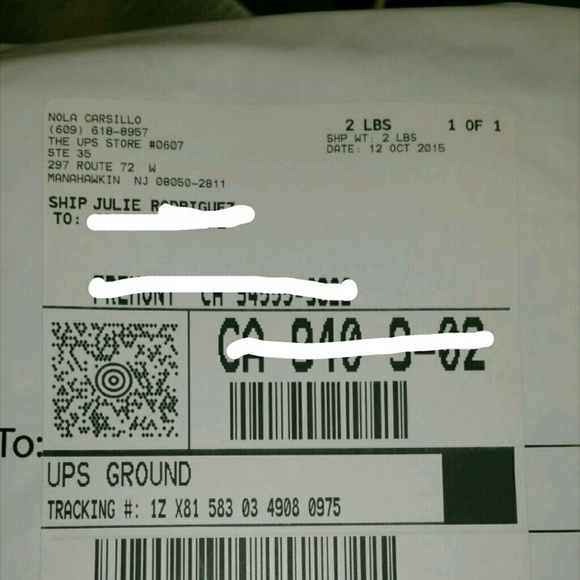 NOLA CARSILLO
(609) 618-8957
THE UPS STORE #0607
STE 35
297 ROUTE 72 W
MANAHAWKIN NJ 08050-2811
2 LBS 1 OF 1
SHP WT: 2 LBS
DATE: 12 OCT 2015
SHIP JULIE
TO:
To:
UPS GROUND
TRACKING #: 1Z X81 583 03 4908 0975